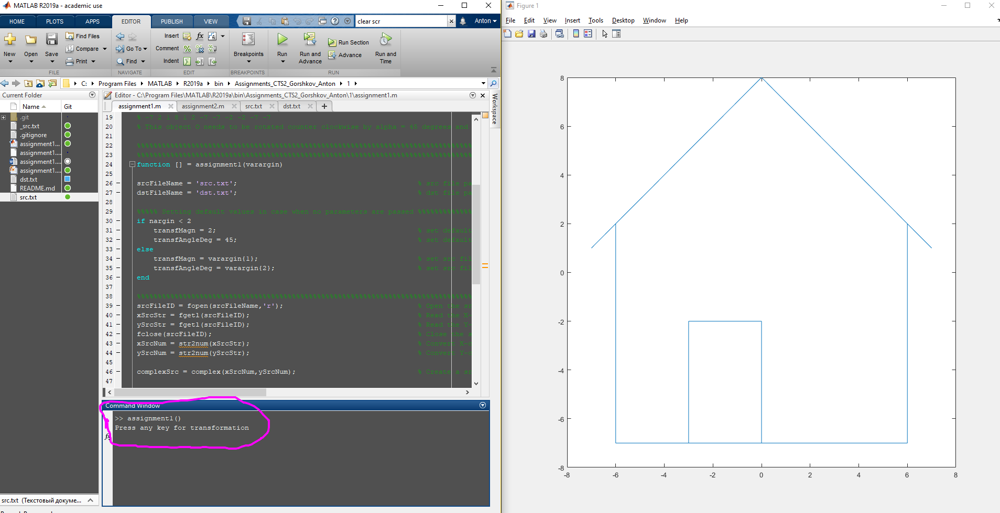 MATLAB R2019a - academic use
HOME PLOTS APPS EDITOR PUBLISH VIEW clear scr Anton
New Open Save Find Files Compare Print
FILE
Go To Find
NAVIGATE
Insert fx
Comment
Indent
EDIT
Breakpoints
BREAKPOINTS
Run Run and Advance Run Section Advance Run and Time
RUN
C: Program Files MATLAB R2019a bin Assignments_CTS2_Gorshkov_Anton 1
Current Folder
Name Git
.git
_src.txt
.gitignore
assignment1...
assignment1....
assignment1....
assignment1....
dst.txt
README.md
src.txt
src.txt (Текстовый докуме...
Editor - C:\Program Files\MATLAB\R2019a\bin\Assignments_CTS2_Gorshkov_Anton\1\assignment1.m
assignment1.m assignment2.m src.txt dst.txt +
Workspace
19 % -7 2 1 8 1 2 -7 -7 -2 -2 -7 -7
20 % This object O needs to be rotated counter clockwise by alpha = 45 degrees and
21
22 %%%%%%%%%%%%%%%%%%%%%%%%%%%%%%%%%%%%%%%%%%%%%%%%%%%%%%%%%%%%%%%%%%%%%%%%%%%%%%%%%%
23 %%%%%%%%%%%%%%%%%%%%%%%%%%%%%%%%%%%%%%%%%%%%%%%%%%%%%%%%%%%%%%%%%%%%%%%%%%%%%%%%%%
24 function [] = assignment1(varargin)
25
26 srcFileName = 'src.txt'; % src file pa
27 dstFileName = 'dst.txt'; % dst file pa
28
29 %%%%% Setting default values in case when no parameters are passed %%%%%%%%%%%%%
30 if nargin < 2
31 transfMagn = 2; % set default
32 transfAngleDeg = 45; % set default
33 else
34 transfMagn = varargin{1}; % set src fil
35 transfAngleDeg = varargin{2}; % set src fil
36 end
37
38 %%%%%%%%%%%%%%%%%%%%%%%%%%%%%%%%%%%%%%%%%%%%%%%%%%%%%%%%%%%%%%%%%%%%%%%%%%%%%%%%%%
39 srcFileID = fopen(srcFileName,'r'); % Open the sr
40 xSrcStr = fgetl(srcFileID); % Read the X-
41 ySrcStr = fgetl(srcFileID); % Read the Y-
42 fclose(srcFileID); % Close the s
43 xSrcNum = str2num(xSrcStr); % Convert X-c
44 ySrcNum = str2num(ySrcStr); % Convert Y-c
45
46 complexSrc = complex(xSrcNum,ySrcNum); % Create a sr
47
Command Window
>> assignment1()
Press any key for transformation
fx
Figure 1
File Edit View Insert Tools Desktop Window Help
8
6
4
2
0
-2
-4
-6
-8
-8 -6 -4 -2 0 2 4 6 8